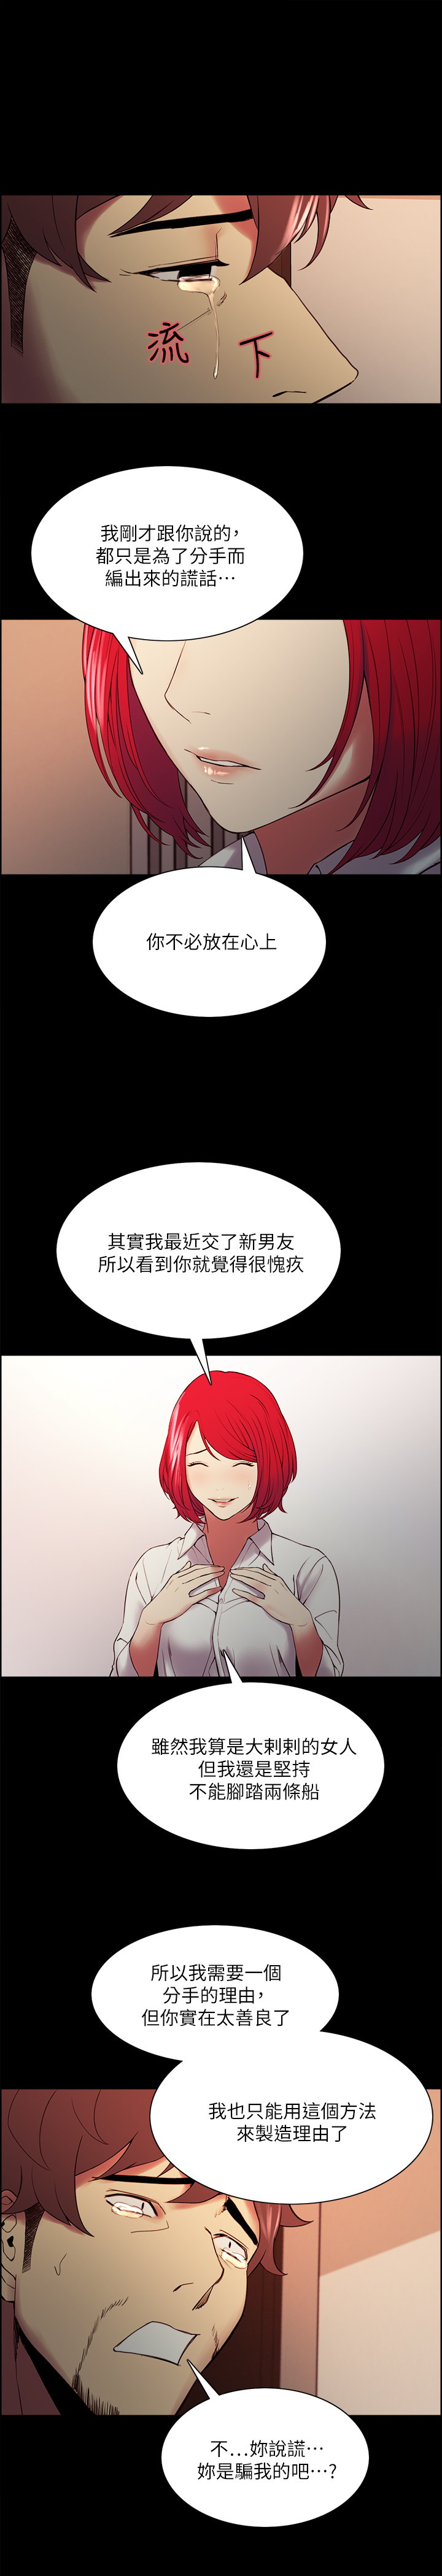 流下
我剛才跟你說的，
都只是為了分手而
編出來的謊話…
你不必放在心上
其實我最近交了新男友
所以看到你就覺得很愧疚
雖然我算是大剌剌的女人
但我還是堅持
不能腳踏兩條船
所以我需要一個
分手的理由，
但你實在太善良了
我也只能用這個方法
來製造理由了
不...妳說謊…
妳是騙我的吧…?